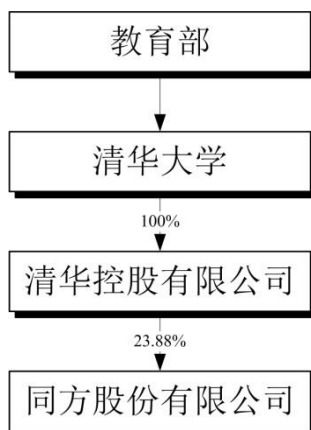 教育部
清华大学
100%
清华控股有限公司
23.88%
同方股份有限公司